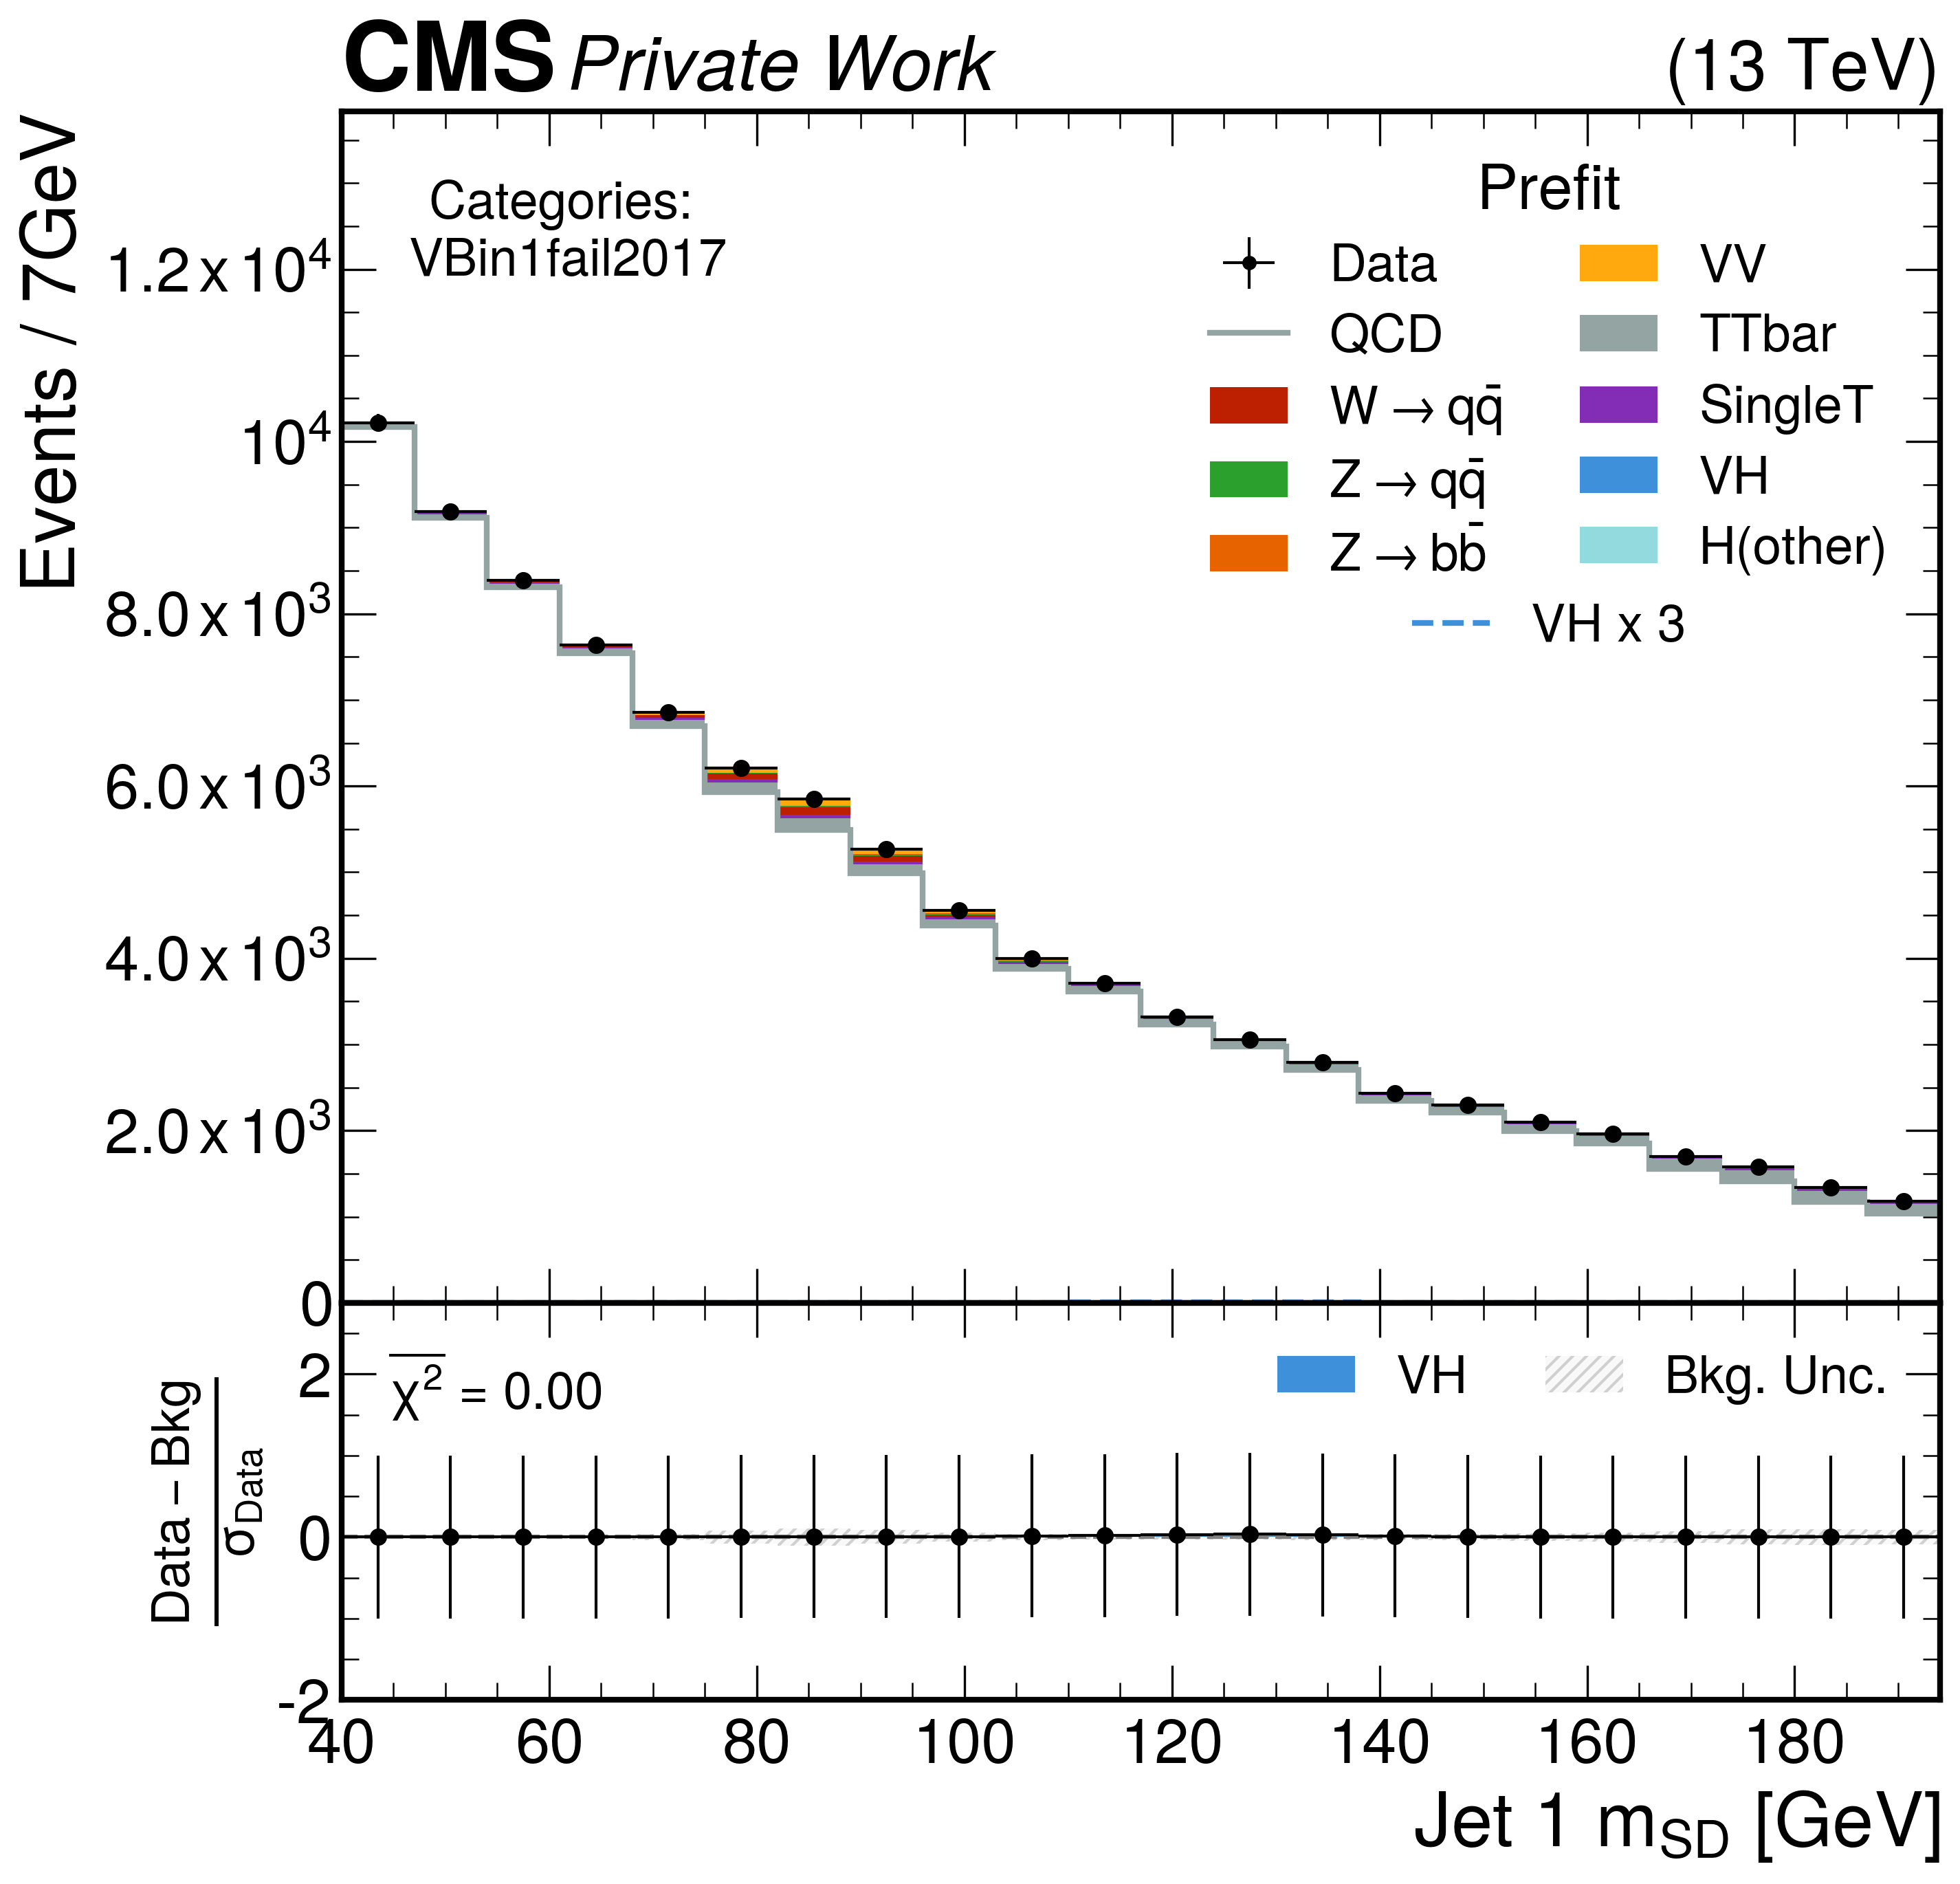 CMS Private Work (13 TeV)
Events / 7GeV
Categories:
VBin1fail2017
Prefit
Data
QCD
W → qq̄
Z → qq̄
Z → bb̄
VV
TTbar
SingleT
VH
H(other)
VH x 3
1.2 x 10⁴
10⁴
8.0 x 10³
6.0 x 10³
4.0 x 10³
2.0 x 10³
0
Data − Bkg
σ_Data
χ² = 0.00
VH
Bkg. Unc.
2
0
-2
40 60 80 100 120 140 160 180
Jet 1 m_SD [GeV]